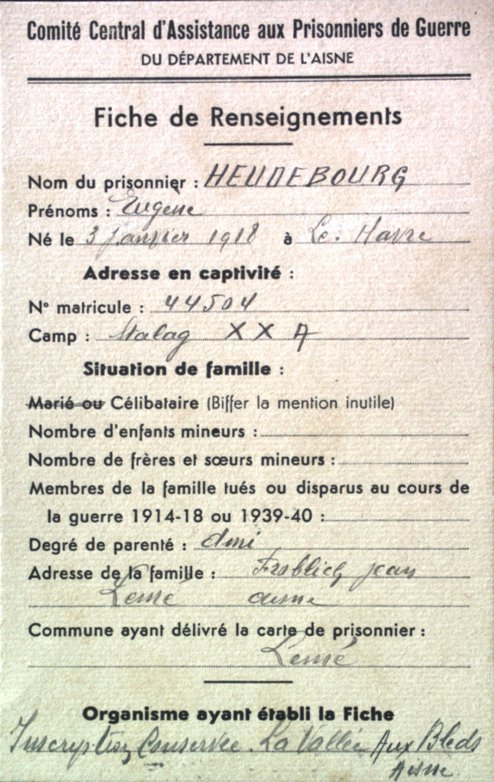 Comité Central d'Assistance aux Prisonniers de Guerre
DU DÉPARTEMENT DE L'AISNE
Fiche de Renseignements
Nom du prisonnier : HEUDEBOURG
Prénoms : Eugène
Né le 3 janvier 1918 à Le Havre
Adresse en captivité :
N° matricule : 44504
Camp : Stalag XX A
Situation de famille :
Marié ou Célibataire (Biffer la mention inutile)
Nombre d'enfants mineurs :
Nombre de frères et sœurs mineurs :
Membres de la famille tués ou disparus au cours de
la guerre 1914-18 ou 1939-40 :
Degré de parenté : ami
Adresse de la famille : Jean
Lemé aisne
Commune ayant délivré la carte de prisonnier :
Lemé
Organisme ayant établi la Fiche
La Vallée Aux Bleds
Aisne